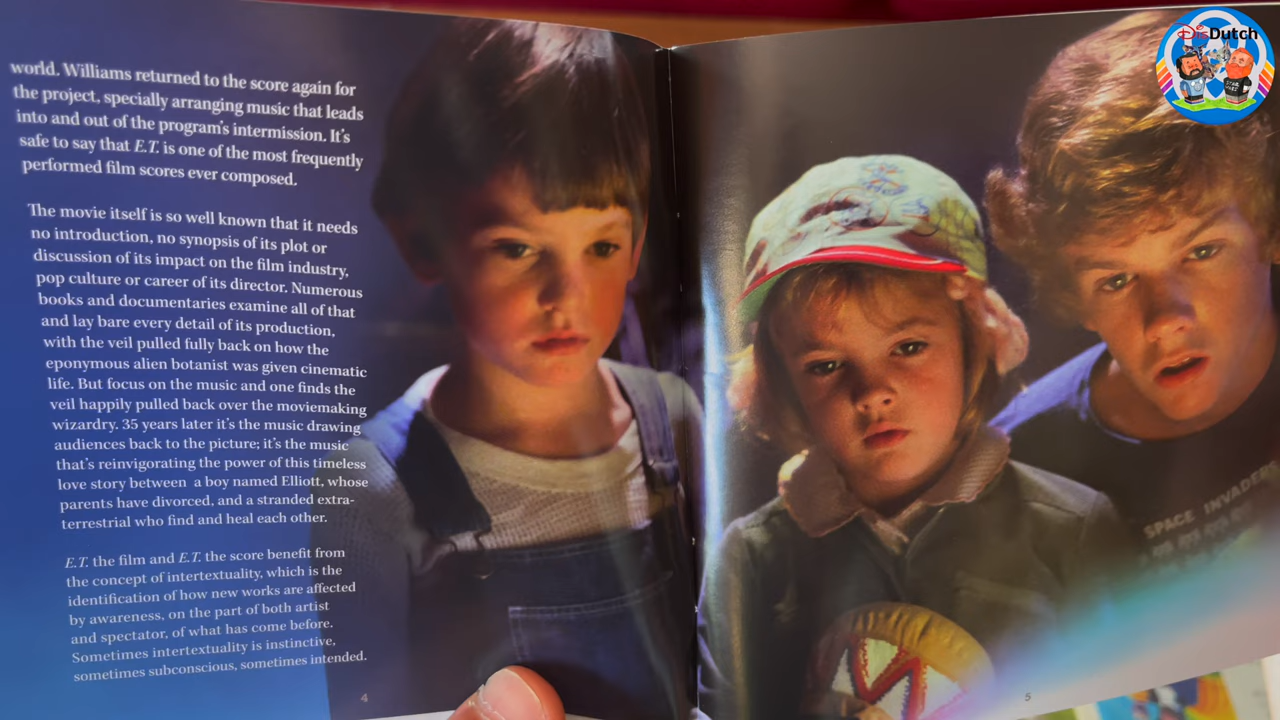 world. Williams returned to the score again for
the project, specially arranging music that leads
into and out of the program's intermission. It's
safe to say that E.T. is one of the most frequently
performed film scores ever composed.
The movie itself is so well known that it needs
no introduction, no synopsis of its plot or
discussion of its impact on the film industry,
pop culture or career of its director. Numerous
books and documentaries examine all of that
and lay bare every detail of its production,
with the veil pulled fully back on how the
eponymous alien botanist was given cinematic
life. But focus on the music and one finds the
veil happily pulled back over the moviemaking
wizardry. 35 years later it's the music drawing
audiences back to the picture; it's the music
that's reinvigorating the power of this timeless
love story between a boy named Elliott, whose
parents have divorced, and a stranded extra-
terrestrial who find and heal each other.
E.T. the film and E.T. the score benefit from
the concept of intertextuality, which is the
identification of how new works are affected
by awareness, on the part of both artist
and spectator, of what has come before.
Sometimes intertextuality is instinctive,
sometimes subconscious, sometimes intended.
4
DisDutch
STAR WARS
SPACE INVADERS
5